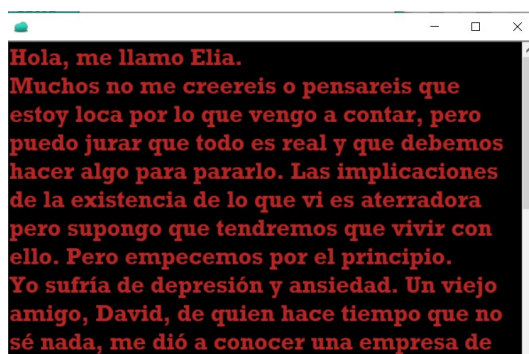 Hola, me llamo Elia.
Muchos no me creereis o pensareis que
estoy loca por lo que vengo a contar, pero
puedo jurar que todo es real y que debemos
hacer algo para pararlo. Las implicaciones
de la existencia de lo que vi es aterradora
pero supongo que tendremos que vivir con
ello. Pero empecemos por el principio.
Yo sufría de depresión y ansiedad. Un viejo
amigo, David, de quien hace tiempo que no
sé nada, me dió a conocer una empresa de